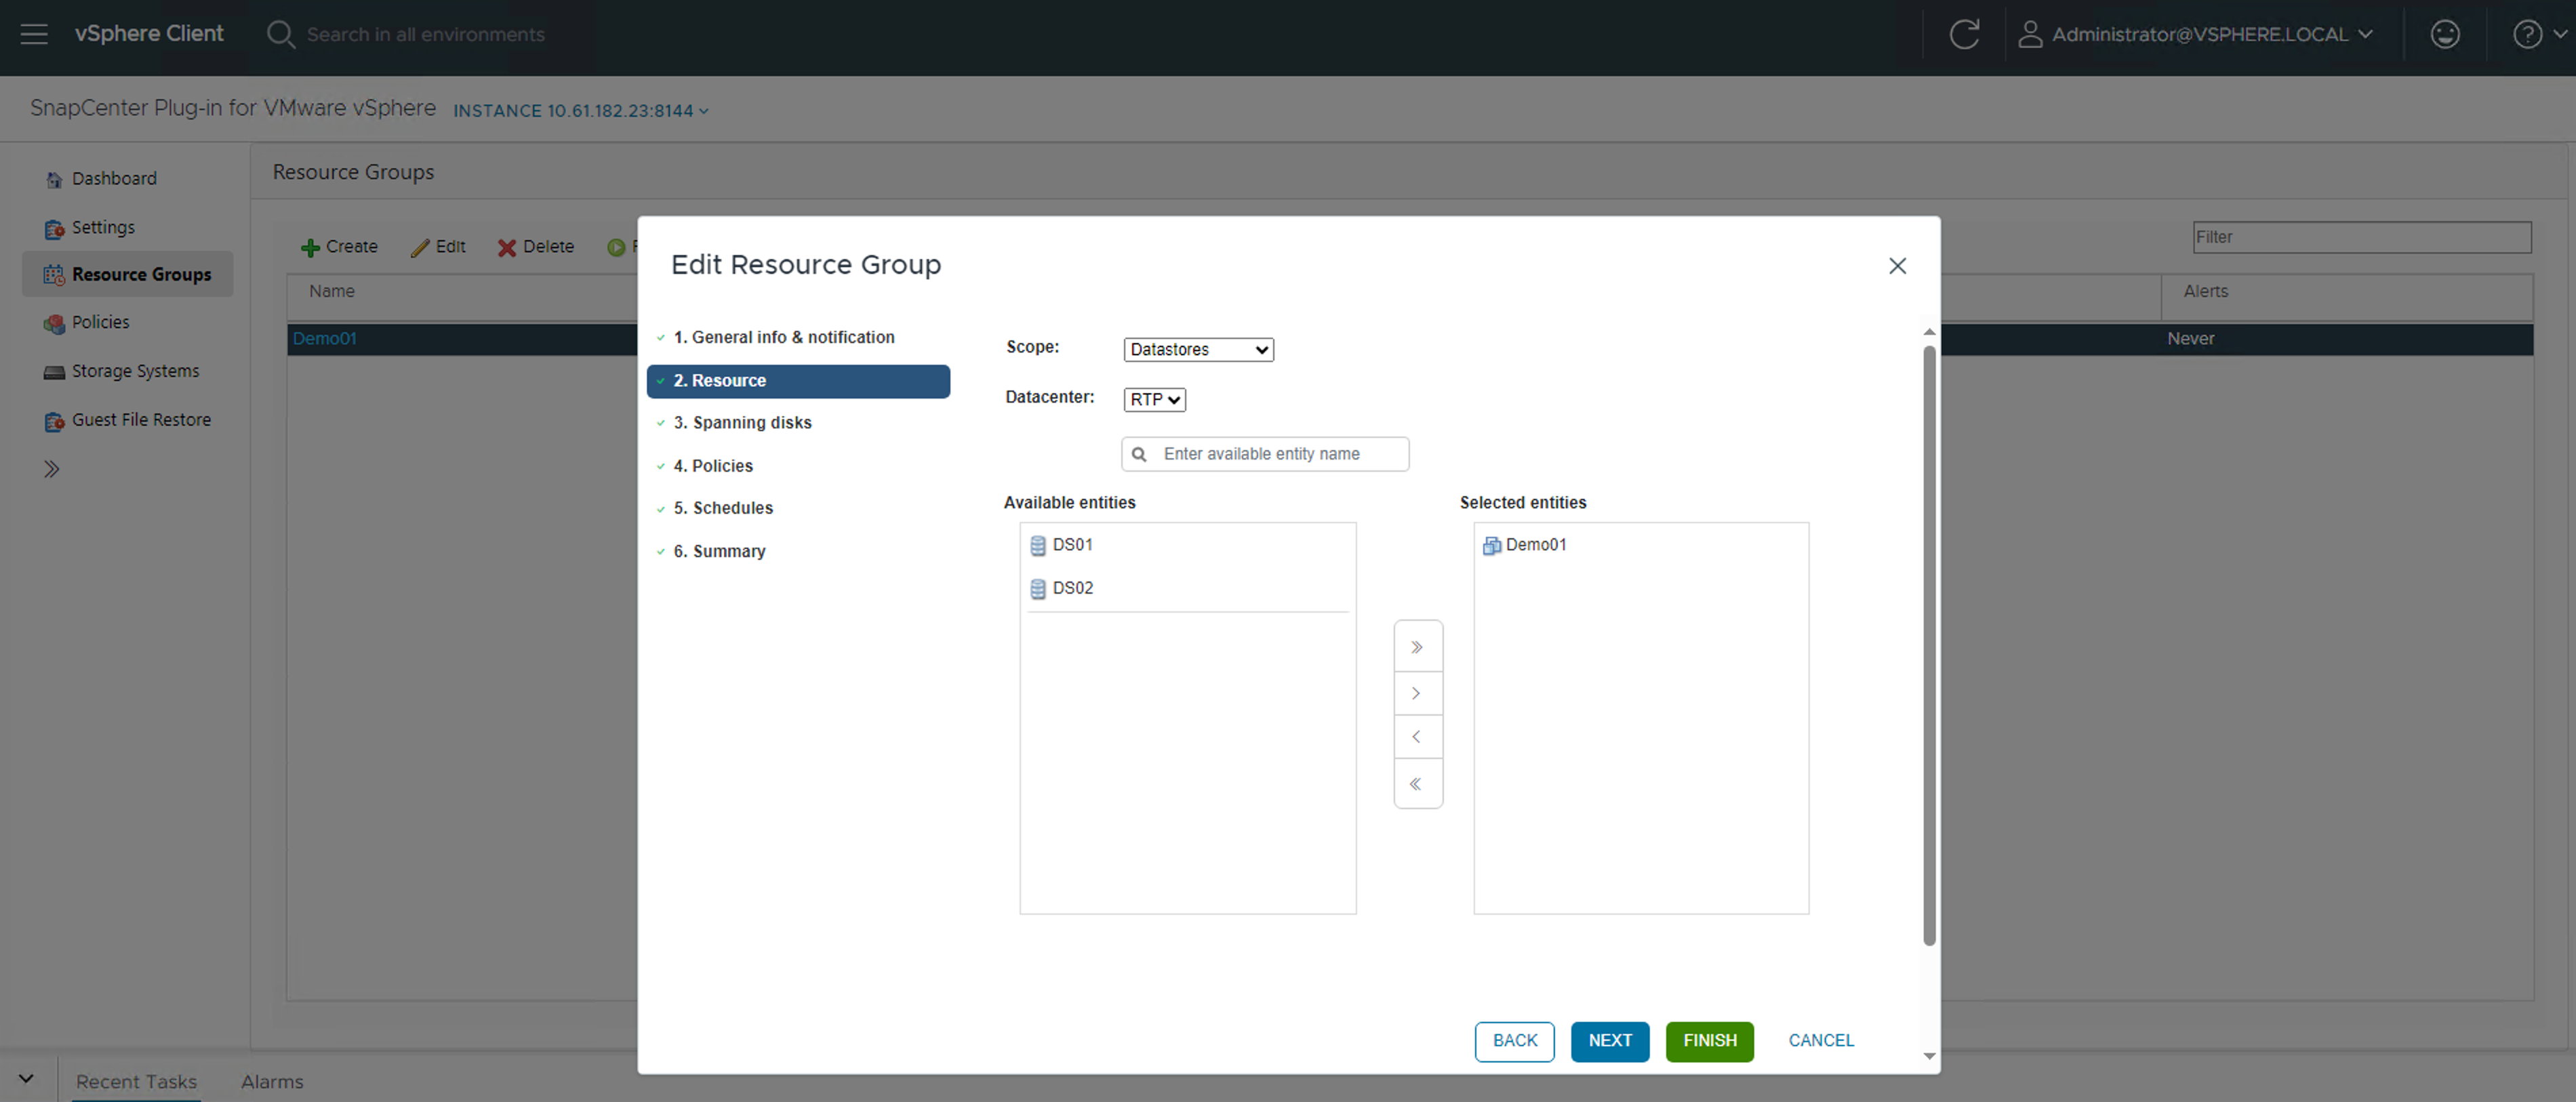 vSphere Client
Search in all environments
Administrator@VSPHERE.LOCAL
SnapCenter Plug-in for VMware vSphere INSTANCE 10.61.182.23:8144
Dashboard
Settings
Resource Groups
Policies
Storage Systems
Guest File Restore
Resource Groups
Create
Edit
Delete
Filter
Name
Alerts
Demo01
Never
Edit Resource Group
1. General info & notification
2. Resource
3. Spanning disks
4. Policies
5. Schedules
6. Summary
Scope: Datastores
Datacenter: RTP
Enter available entity name
Available entities
DS01
DS02
Selected entities
Demo01
BACK
NEXT
FINISH
CANCEL
Recent Tasks
Alarms